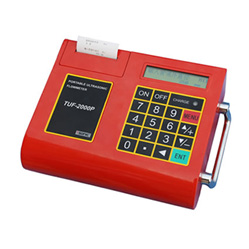 PORTABLE ULTRASONIC
FLOWMETER
TUF-2000P
ON OFF CHARGE
7 8 9 MENU
4 5 6 ▲/+
1 2 3 ▼/-
0 . ◄ ENT